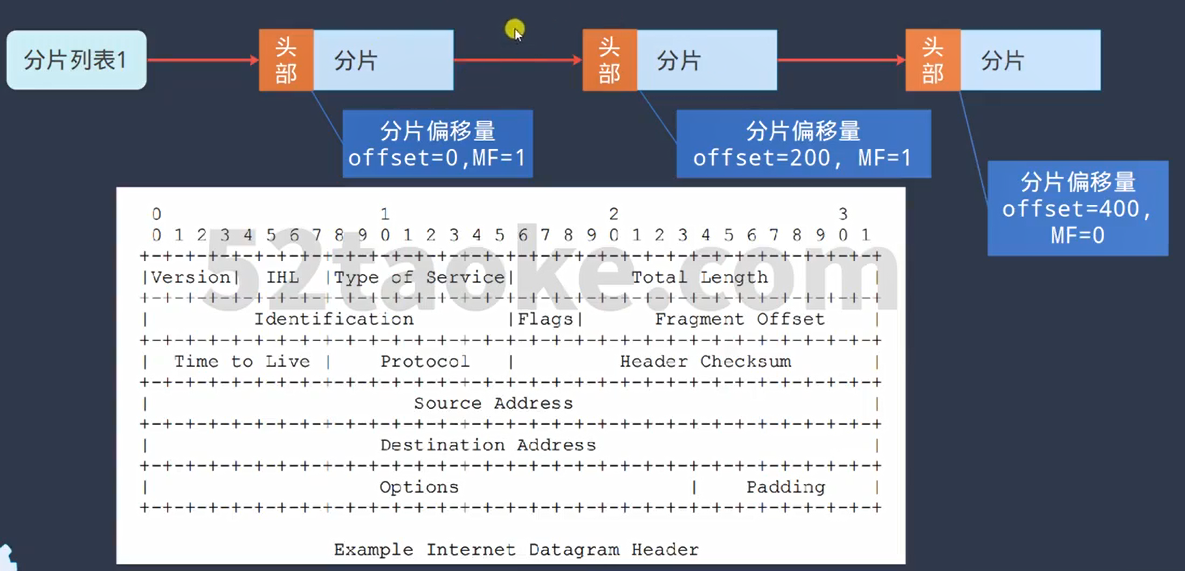 分片列表1
头部
分片
头部
分片
头部
分片
分片偏移量
offset=0,MF=1
分片偏移量
offset=200, MF=1
分片偏移量
offset=400,
MF=0
0 1 2 3
0 1 2 3 4 5 6 7 8 9 0 1 2 3 4 5 6 7 8 9 0 1 2 3 4 5 6 7 8 9 0 1
+-+-+-+-+-+-+-+-+-+-+-+-+-+-+-+-+-+-+-+-+-+-+-+-+-+-+-+-+-+-+-+-+
|Version| IHL |Type of Service| Total Length |
+-+-+-+-+-+-+-+-+-+-+-+-+-+-+-+-+-+-+-+-+-+-+-+-+-+-+-+-+-+-+-+-+
| Identification |Flags| Fragment Offset |
+-+-+-+-+-+-+-+-+-+-+-+-+-+-+-+-+-+-+-+-+-+-+-+-+-+-+-+-+-+-+-+-+
| Time to Live | Protocol | Header Checksum |
+-+-+-+-+-+-+-+-+-+-+-+-+-+-+-+-+-+-+-+-+-+-+-+-+-+-+-+-+-+-+-+-+
| Source Address |
+-+-+-+-+-+-+-+-+-+-+-+-+-+-+-+-+-+-+-+-+-+-+-+-+-+-+-+-+-+-+-+-+
| Destination Address |
+-+-+-+-+-+-+-+-+-+-+-+-+-+-+-+-+-+-+-+-+-+-+-+-+-+-+-+-+-+-+-+-+
| Options | Padding |
+-+-+-+-+-+-+-+-+-+-+-+-+-+-+-+-+-+-+-+-+-+-+-+-+-+-+-+-+-+-+-+-+
Example Internet Datagram Header
52taoke.com